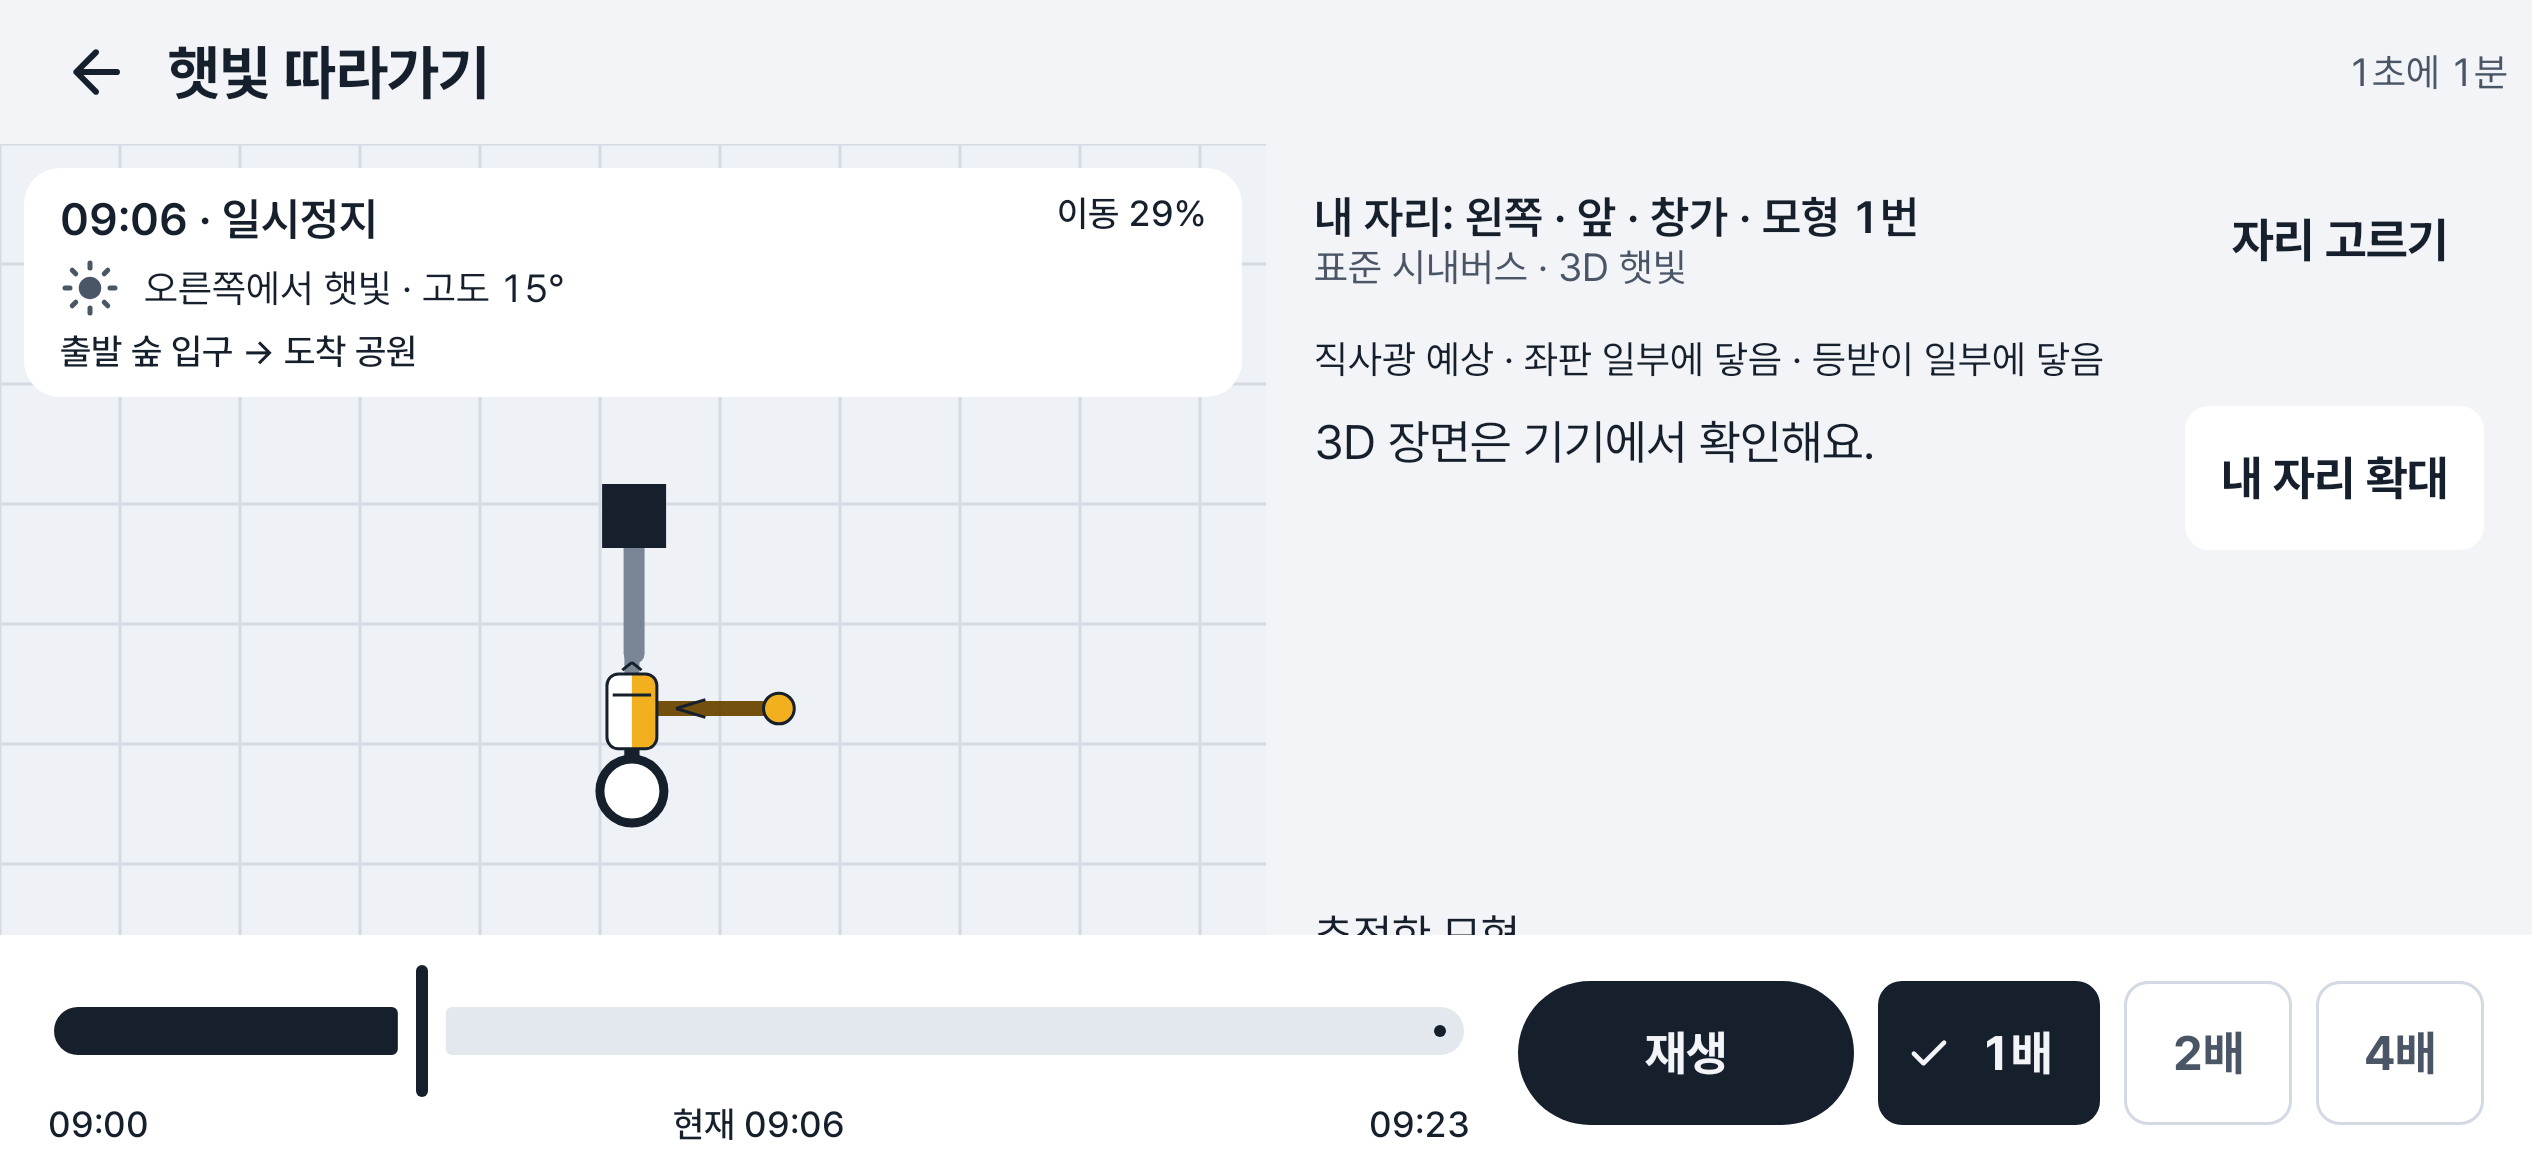 햇빛 따라가기
1초에 1분
09:06 · 일시정지
이동 29%
오른쪽에서 햇빛 · 고도 15°
출발 숲 입구 → 도착 공원
내 자리: 왼쪽 · 앞 · 창가 · 모형 1번
자리 고르기
표준 시내버스 · 3D 햇빛
직사광 예상 · 좌판 일부에 닿음 · 등받이 일부에 닿음
3D 장면은 기기에서 확인해요.
내 자리 확대
재생
1배
2배
4배
09:00
현재 09:06
09:23